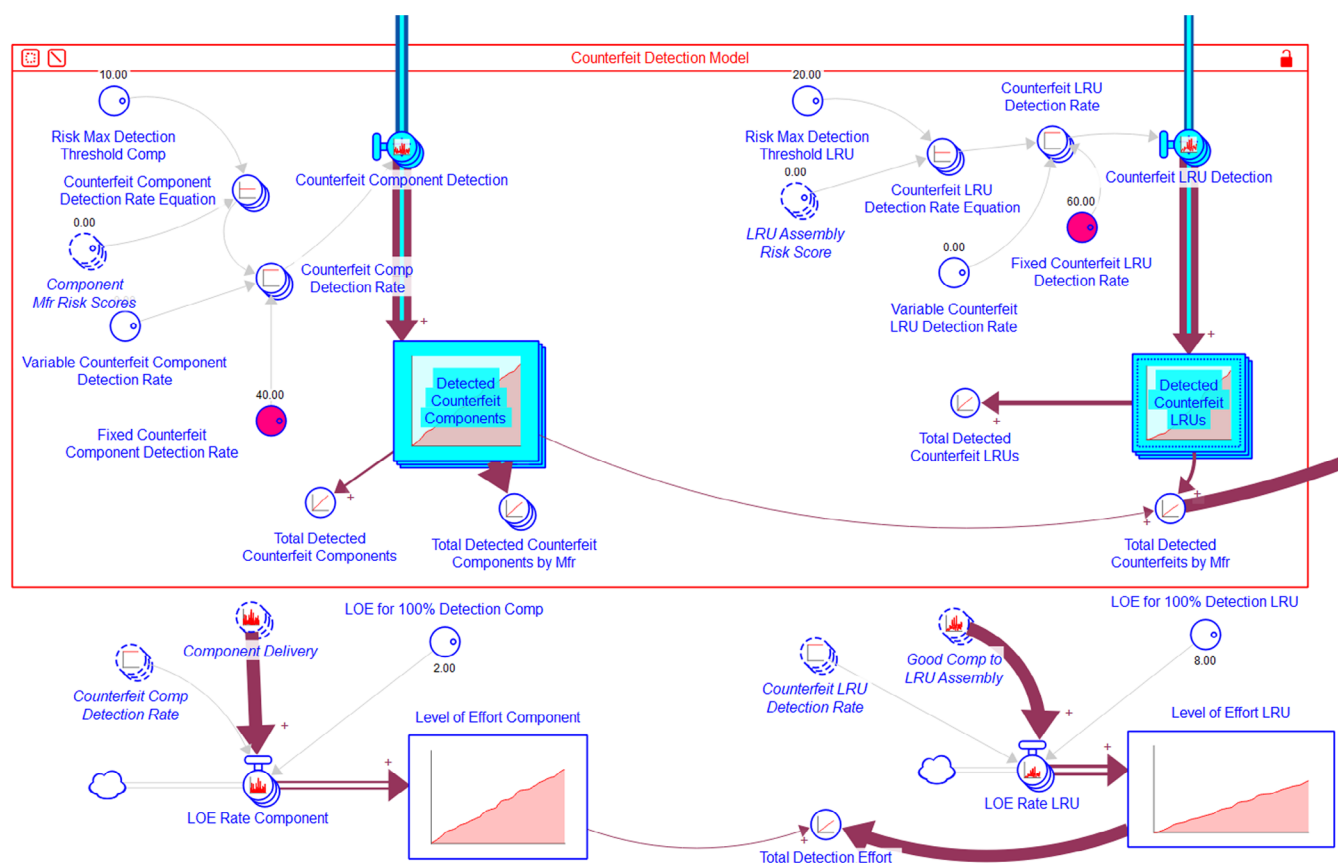 Counterfeit Detection Model
10.00
Risk Max Detection
Threshold Comp
Counterfeit Component
Detection Rate Equation
0.00
Component
Mfr Risk Scores
Variable Counterfeit Component
Detection Rate
40.00
Fixed Counterfeit
Component Detection Rate
Counterfeit Comp
Detection Rate
Counterfeit Component Detection
+
Detected
Counterfeit
Components
+
Total Detected
Counterfeit Components
Total Detected Counterfeit
Components by Mfr
20.00
Risk Max Detection
Threshold LRU
0.00
LRU Assembly
Risk Score
Counterfeit LRU
Detection Rate Equation
Counterfeit LRU
Detection Rate
0.00
Variable Counterfeit
LRU Detection Rate
60.00
Fixed Counterfeit LRU
Detection Rate
Counterfeit LRU Detection
+
Detected
Counterfeit
LRUs
+
Total Detected
Counterfeit LRUs
+
+
Total Detected
Counterfeits by Mfr
Component Delivery
LOE for 100% Detection Comp
2.00
Counterfeit Comp
Detection Rate
+
LOE Rate Component
+
Level of Effort Component
Good Comp to
LRU Assembly
LOE for 100% Detection LRU
8.00
Counterfeit LRU
Detection Rate
+
LOE Rate LRU
+
Level of Effort LRU
+
+
Total Detection Effort